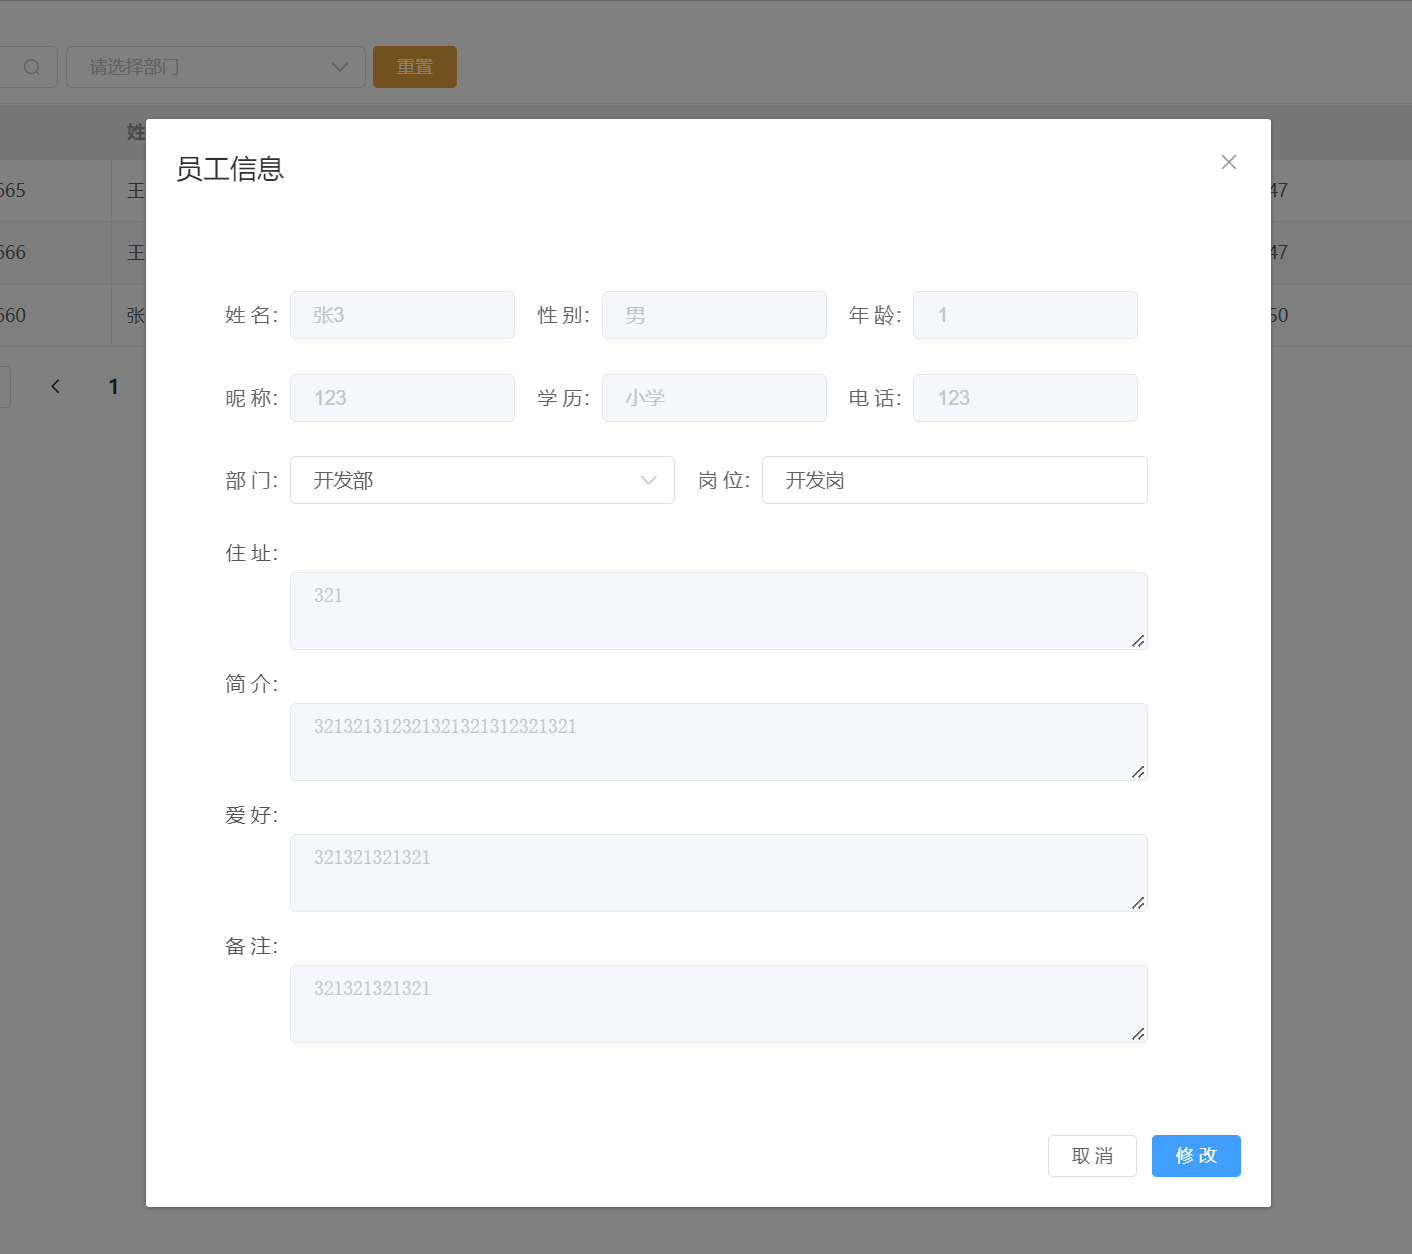 请选择部门 重置
姓
665 王 47
666 王 47
660 张 50
1
员工信息
姓 名: 张3 性 别: 男 年 龄: 1
昵 称: 123 学 历: 小学 电 话: 123
部 门: 开发部 岗 位: 开发岗
住 址:
321
简 介:
321321312321321321312321321
爱 好:
321321321321
备 注:
321321321321
取 消 修 改